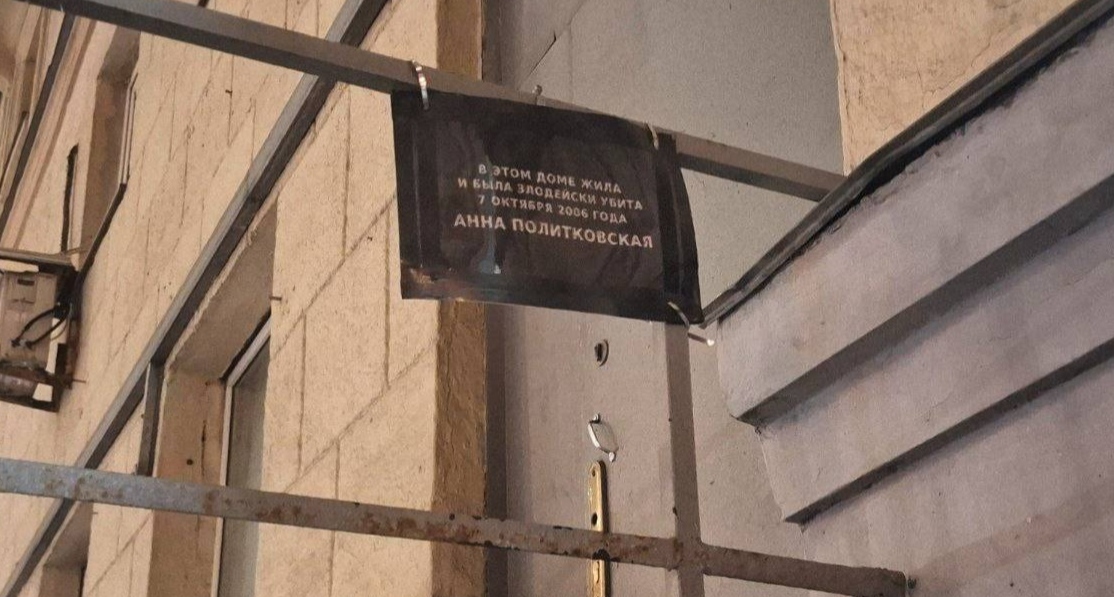 В ЭТОМ ДОМЕ ЖИЛА
И БЫЛА ЗЛОДЕЙСКИ УБИТА
7 ОКТЯБРЯ 2006 ГОДА
АННА ПОЛИТКОВСКАЯ